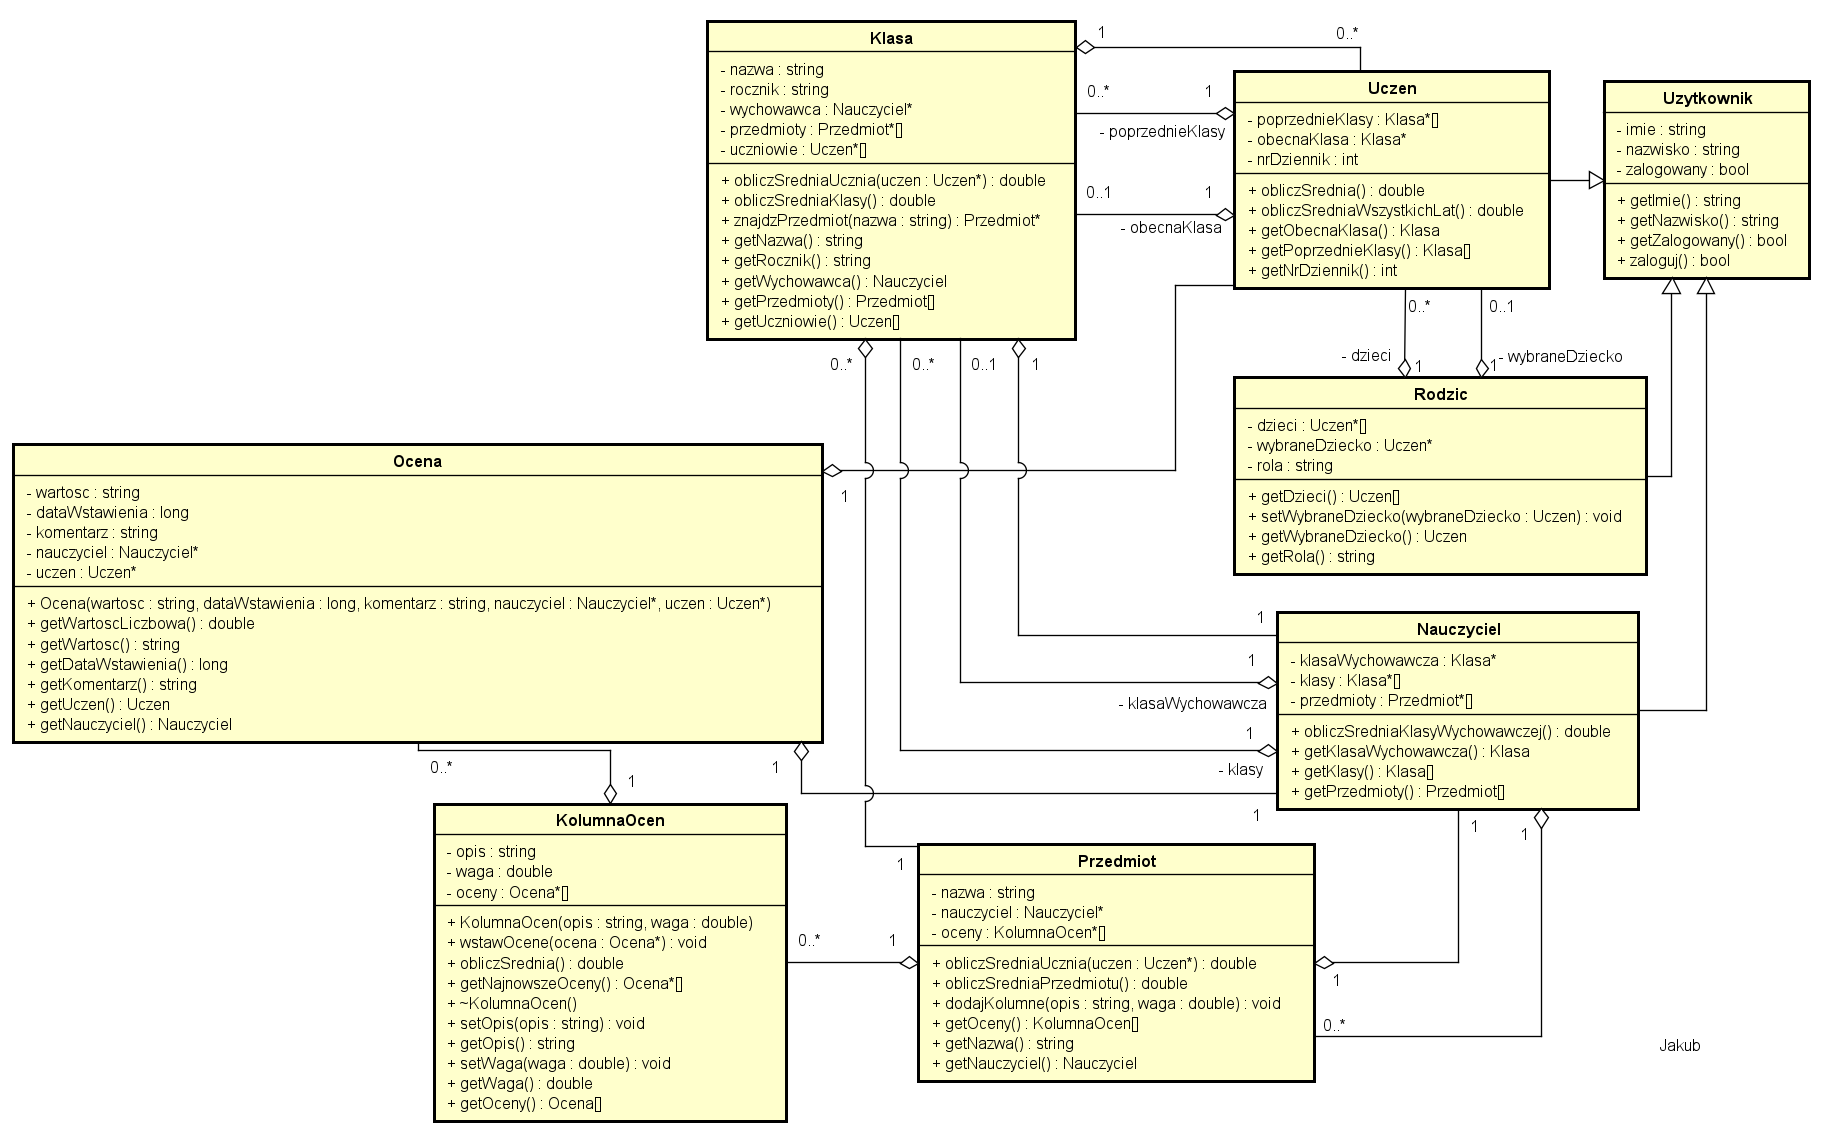 Klasa
- nazwa : string
- rocznik : string
- wychowawca : Nauczyciel*
- przedmioty : Przedmiot*[]
- uczniowie : Uczen*[]
+ obliczSredniaUcznia(uczen : Uczen*) : double
+ obliczSredniaKlasy() : double
+ znajdzPrzedmiot(nazwa : string) : Przedmiot*
+ getNazwa() : string
+ getRocznik() : string
+ getWychowawca() : Nauczyciel
+ getPrzedmioty() : Przedmiot[]
+ getUczniowie() : Uczen[]
1
0..*
0..*
1
- poprzednieKlasy
0..1
1
- obecnaKlasa
Uczen
- poprzednieKlasy : Klasa*[]
- obecnaKlasa : Klasa*
- nrDziennik : int
+ obliczSrednia() : double
+ obliczSredniaWszystkichLat() : double
+ getObecnaKlasa() : Klasa
+ getPoprzednieKlasy() : Klasa[]
+ getNrDziennik() : int
Uzytkownik
- imie : string
- nazwisko : string
- zalogowany : bool
+ getImie() : string
+ getNazwisko() : string
+ getZalogowany() : bool
+ zaloguj() : bool
0..*
0..1
- dzieci
1
1
- wybraneDziecko
0..*
0..*
0..1
1
Rodzic
- dzieci : Uczen*[]
- wybraneDziecko : Uczen*
- rola : string
+ getDzieci() : Uczen[]
+ setWybraneDziecko(wybraneDziecko : Uczen) : void
+ getWybraneDziecko() : Uczen
+ getRola() : string
Ocena
- wartosc : string
- dataWstawienia : long
- komentarz : string
- nauczyciel : Nauczyciel*
- uczen : Uczen*
+ Ocena(wartosc : string, dataWstawienia : long, komentarz : string, nauczyciel : Nauczyciel*, uczen : Uczen*)
+ getWartoscLiczbowa() : double
+ getWartosc() : string
+ getDataWstawienia() : long
+ getKomentarz() : string
+ getUczen() : Uczen
+ getNauczyciel() : Nauczyciel
1
1
1
- klasaWychowawcza
1
- klasy
Nauczyciel
- klasaWychowawcza : Klasa*
- klasy : Klasa*[]
- przedmioty : Przedmiot*[]
+ obliczSredniaKlasyWychowawczej() : double
+ getKlasaWychowawcza() : Klasa
+ getKlasy() : Klasa[]
+ getPrzedmioty() : Przedmiot[]
0..*
1
1
1
1
1
1
KolumnaOcen
- opis : string
- waga : double
- oceny : Ocena*[]
+ KolumnaOcen(opis : string, waga : double)
+ wstawOcene(ocena : Ocena*) : void
+ obliczSrednia() : double
+ getNajnowszeOceny() : Ocena*[]
+ ~KolumnaOcen()
+ setOpis(opis : string) : void
+ getOpis() : string
+ setWaga(waga : double) : void
+ getWaga() : double
+ getOceny() : Ocena[]
0..*
1
Przedmiot
- nazwa : string
- nauczyciel : Nauczyciel*
- oceny : KolumnaOcen*[]
+ obliczSredniaUcznia(uczen : Uczen*) : double
+ obliczSredniaPrzedmiotu() : double
+ dodajKolumne(opis : string, waga : double) : void
+ getOceny() : KolumnaOcen[]
+ getNazwa() : string
+ getNauczyciel() : Nauczyciel
1
0..*
Jakub